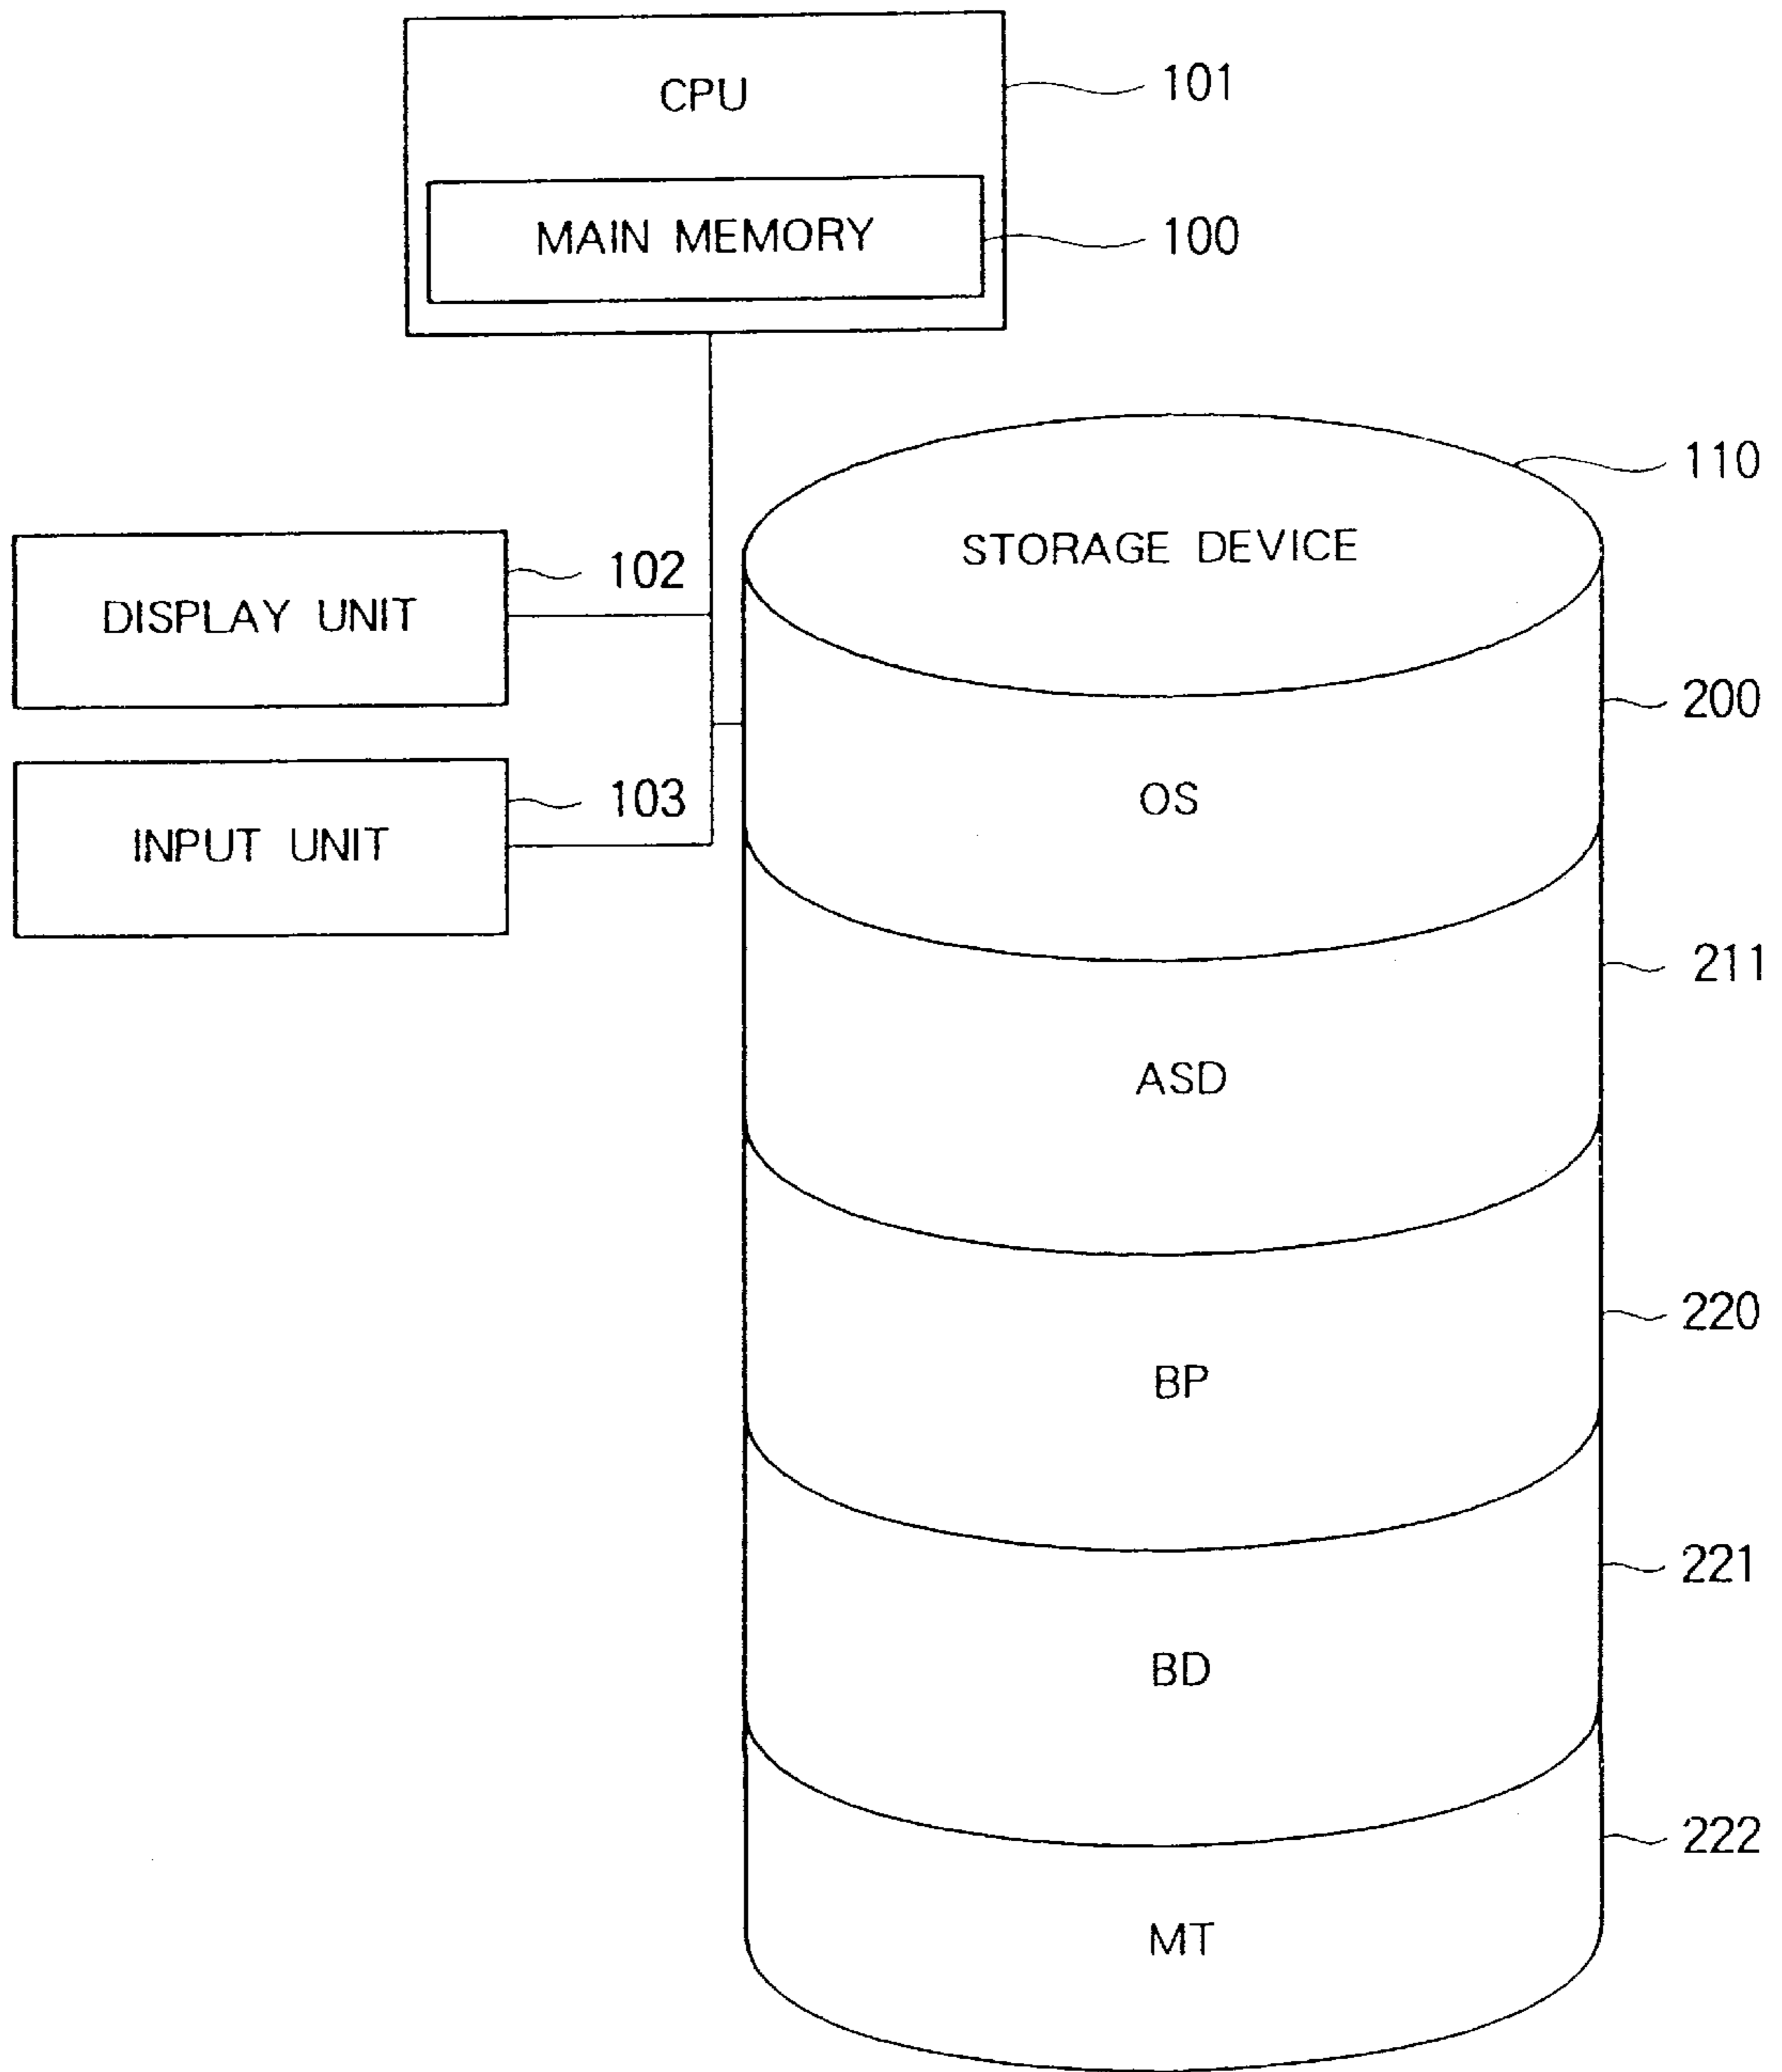 CPU
101
MAIN MEMORY
100
110
STORAGE DEVICE
102
DISPLAY UNIT
200
103
OS
INPUT UNIT
211
ASD
220
BP
221
BD
222
MT